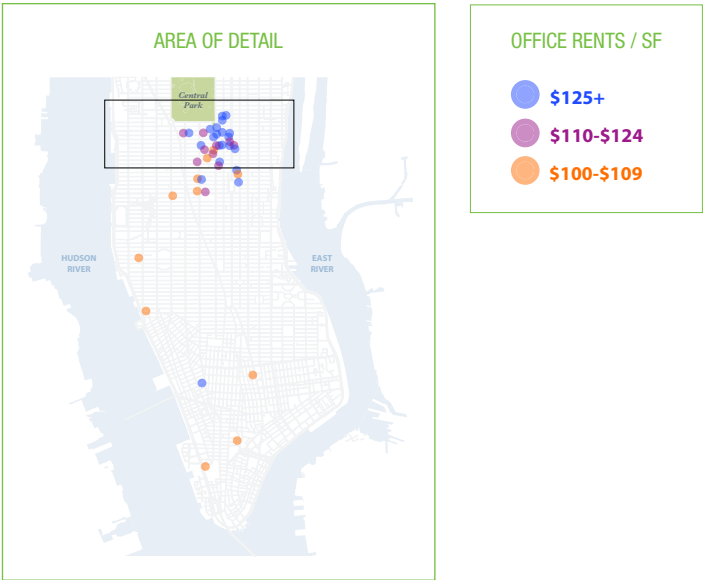 AREA OF DETAIL
Central
Park
HUDSON
RIVER
EAST
RIVER
OFFICE RENTS / SF
$125+
$110-$124
$100-$109